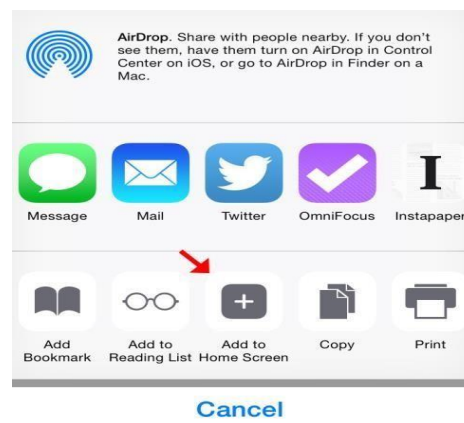 AirDrop. Share with people nearby. If you don't
see them, have them turn on AirDrop in Control
Center on iOS, or go to AirDrop in Finder on a
Mac.
Message Mail Twitter OmniFocus Instapaper
I
Add Bookmark
Add to Reading List
Add to Home Screen
Copy
Print
Cancel